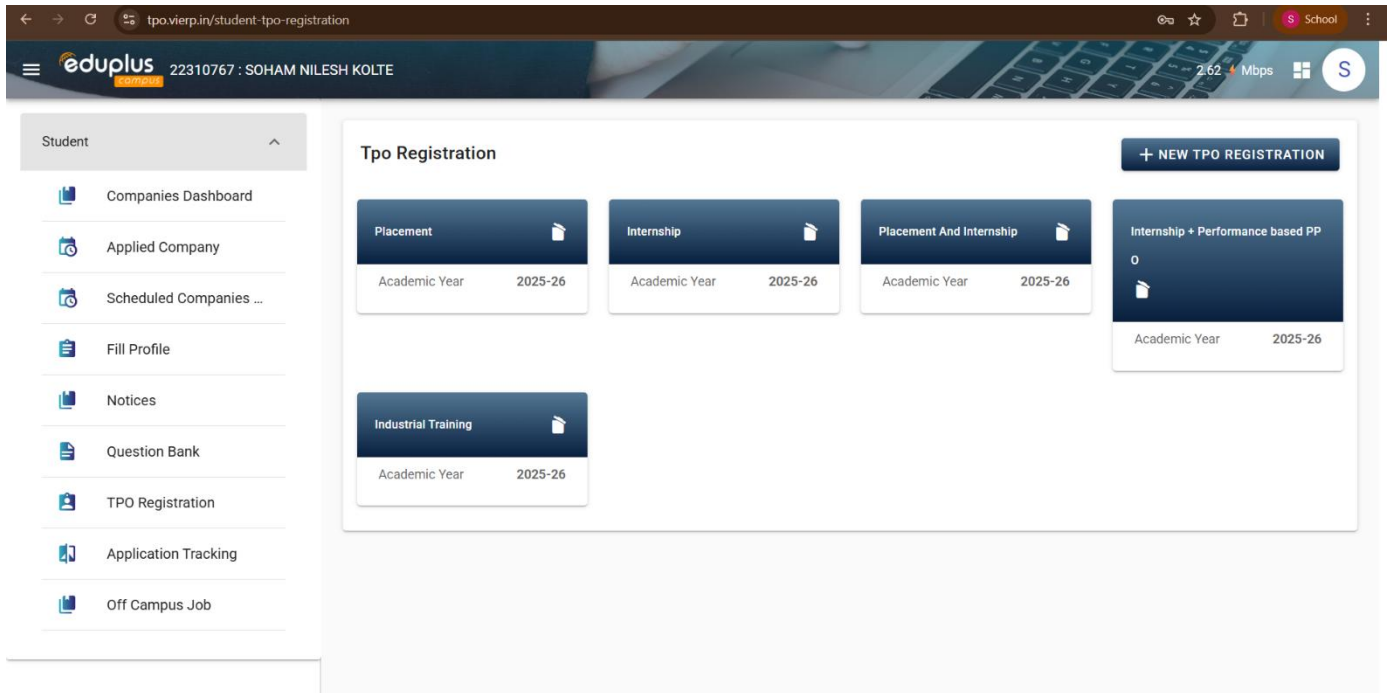 tpo.vierp.in/student-tpo-registration
S School
eduplus
campus
22310767 : SOHAM NILESH KOLTE
2.62 Mbps
S
Student
Companies Dashboard
Applied Company
Scheduled Companies ...
Fill Profile
Notices
Question Bank
TPO Registration
Application Tracking
Off Campus Job
Tpo Registration
+ NEW TPO REGISTRATION
Placement
Academic Year 2025-26
Internship
Academic Year 2025-26
Placement And Internship
Academic Year 2025-26
Internship + Performance based PP
O
Academic Year 2025-26
Industrial Training
Academic Year 2025-26